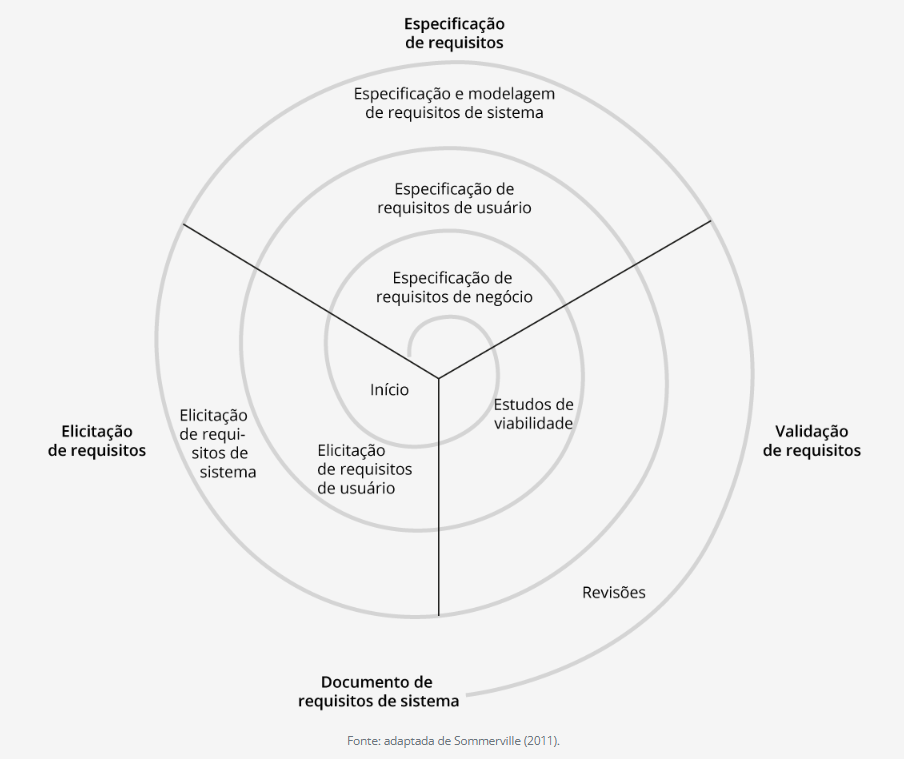 Especificação
de requisitos
Especificação e modelagem
de requisitos de sistema
Especificação de
requisitos de usuário
Especificação de
requisitos de negócio
Início
Estudos de
viabilidade
Elicitação
de requi-
sitos de
sistema
Elicitação
de requisitos
Elicitação
de requisitos
de usuário
Validação
de requisitos
Revisões
Documento de
requisitos de sistema
Fonte: adaptada de Sommerville (2011).